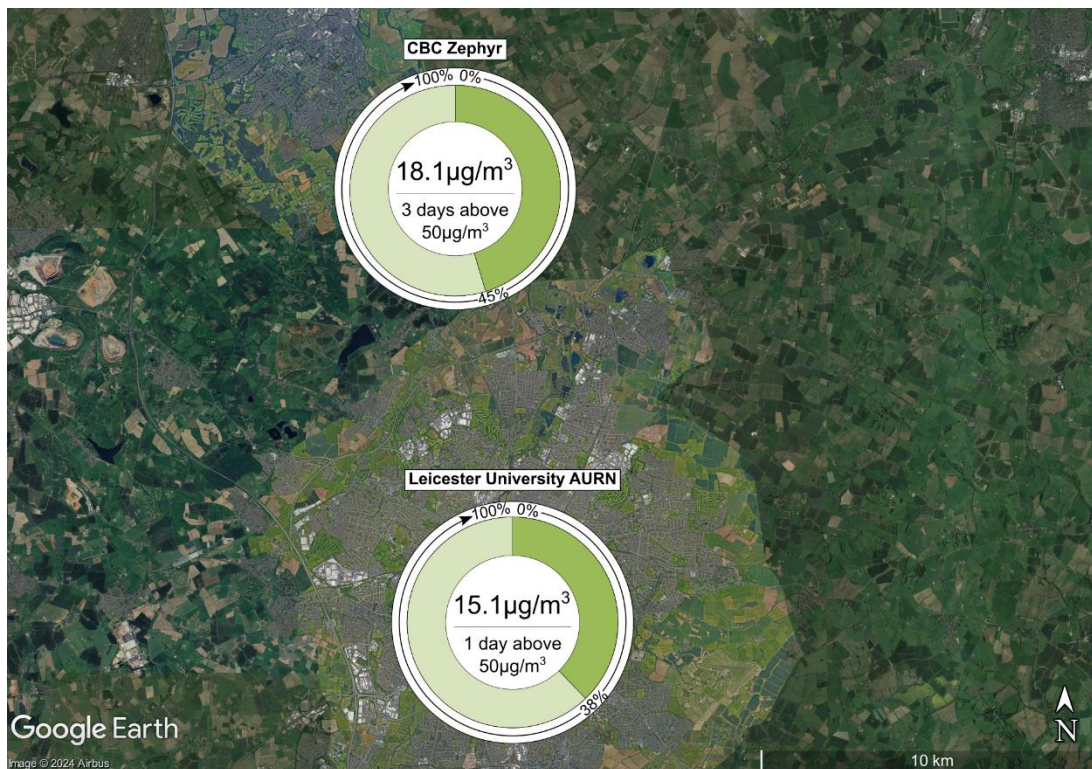 CBC Zephyr
100% 0%
18.1µg/m³
3 days above
50µg/m³
45%
Leicester University AURN
100% 0%
15.1µg/m³
1 day above
50µg/m³
38%
Google Earth
Image © 2024 Airbus
N
10 km